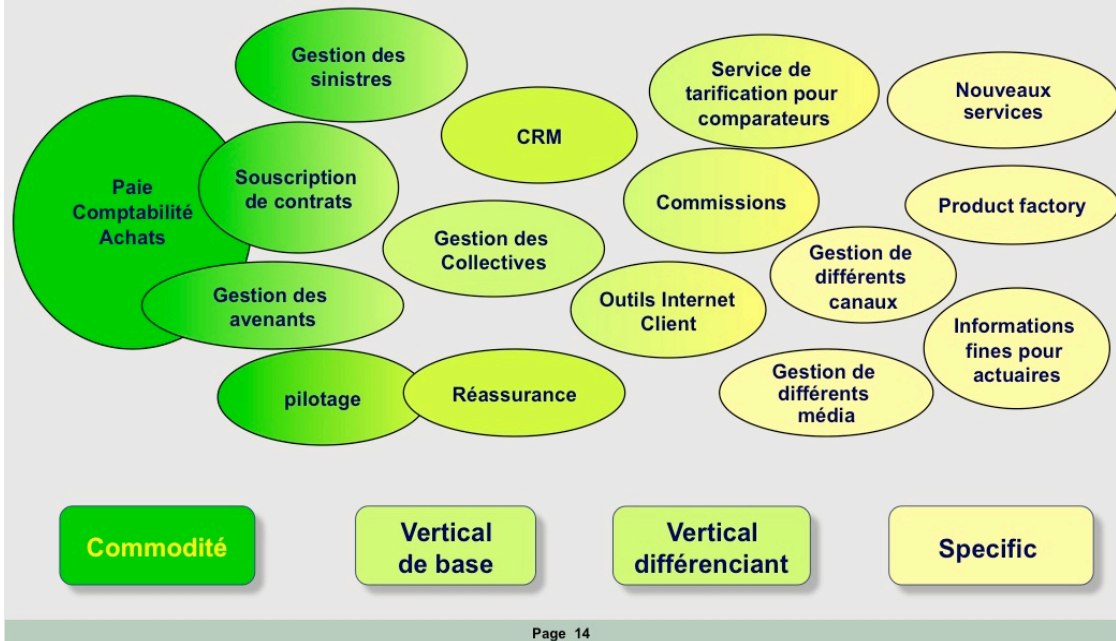 Gestion des
sinistres
Service de
tarification pour
comparateurs
Nouveaux
services
CRM
Paie
Comptabilité
Achats
Souscription
de contrats
Commissions
Product factory
Gestion des
Collectives
Gestion de
différents
canaux
Gestion des
avenants
Outils Internet
Client
Informations
fines pour
actuaires
pilotage
Réassurance
Gestion de
différents
média
Commodité
Vertical
de base
Vertical
différenciant
Specific
Page 14